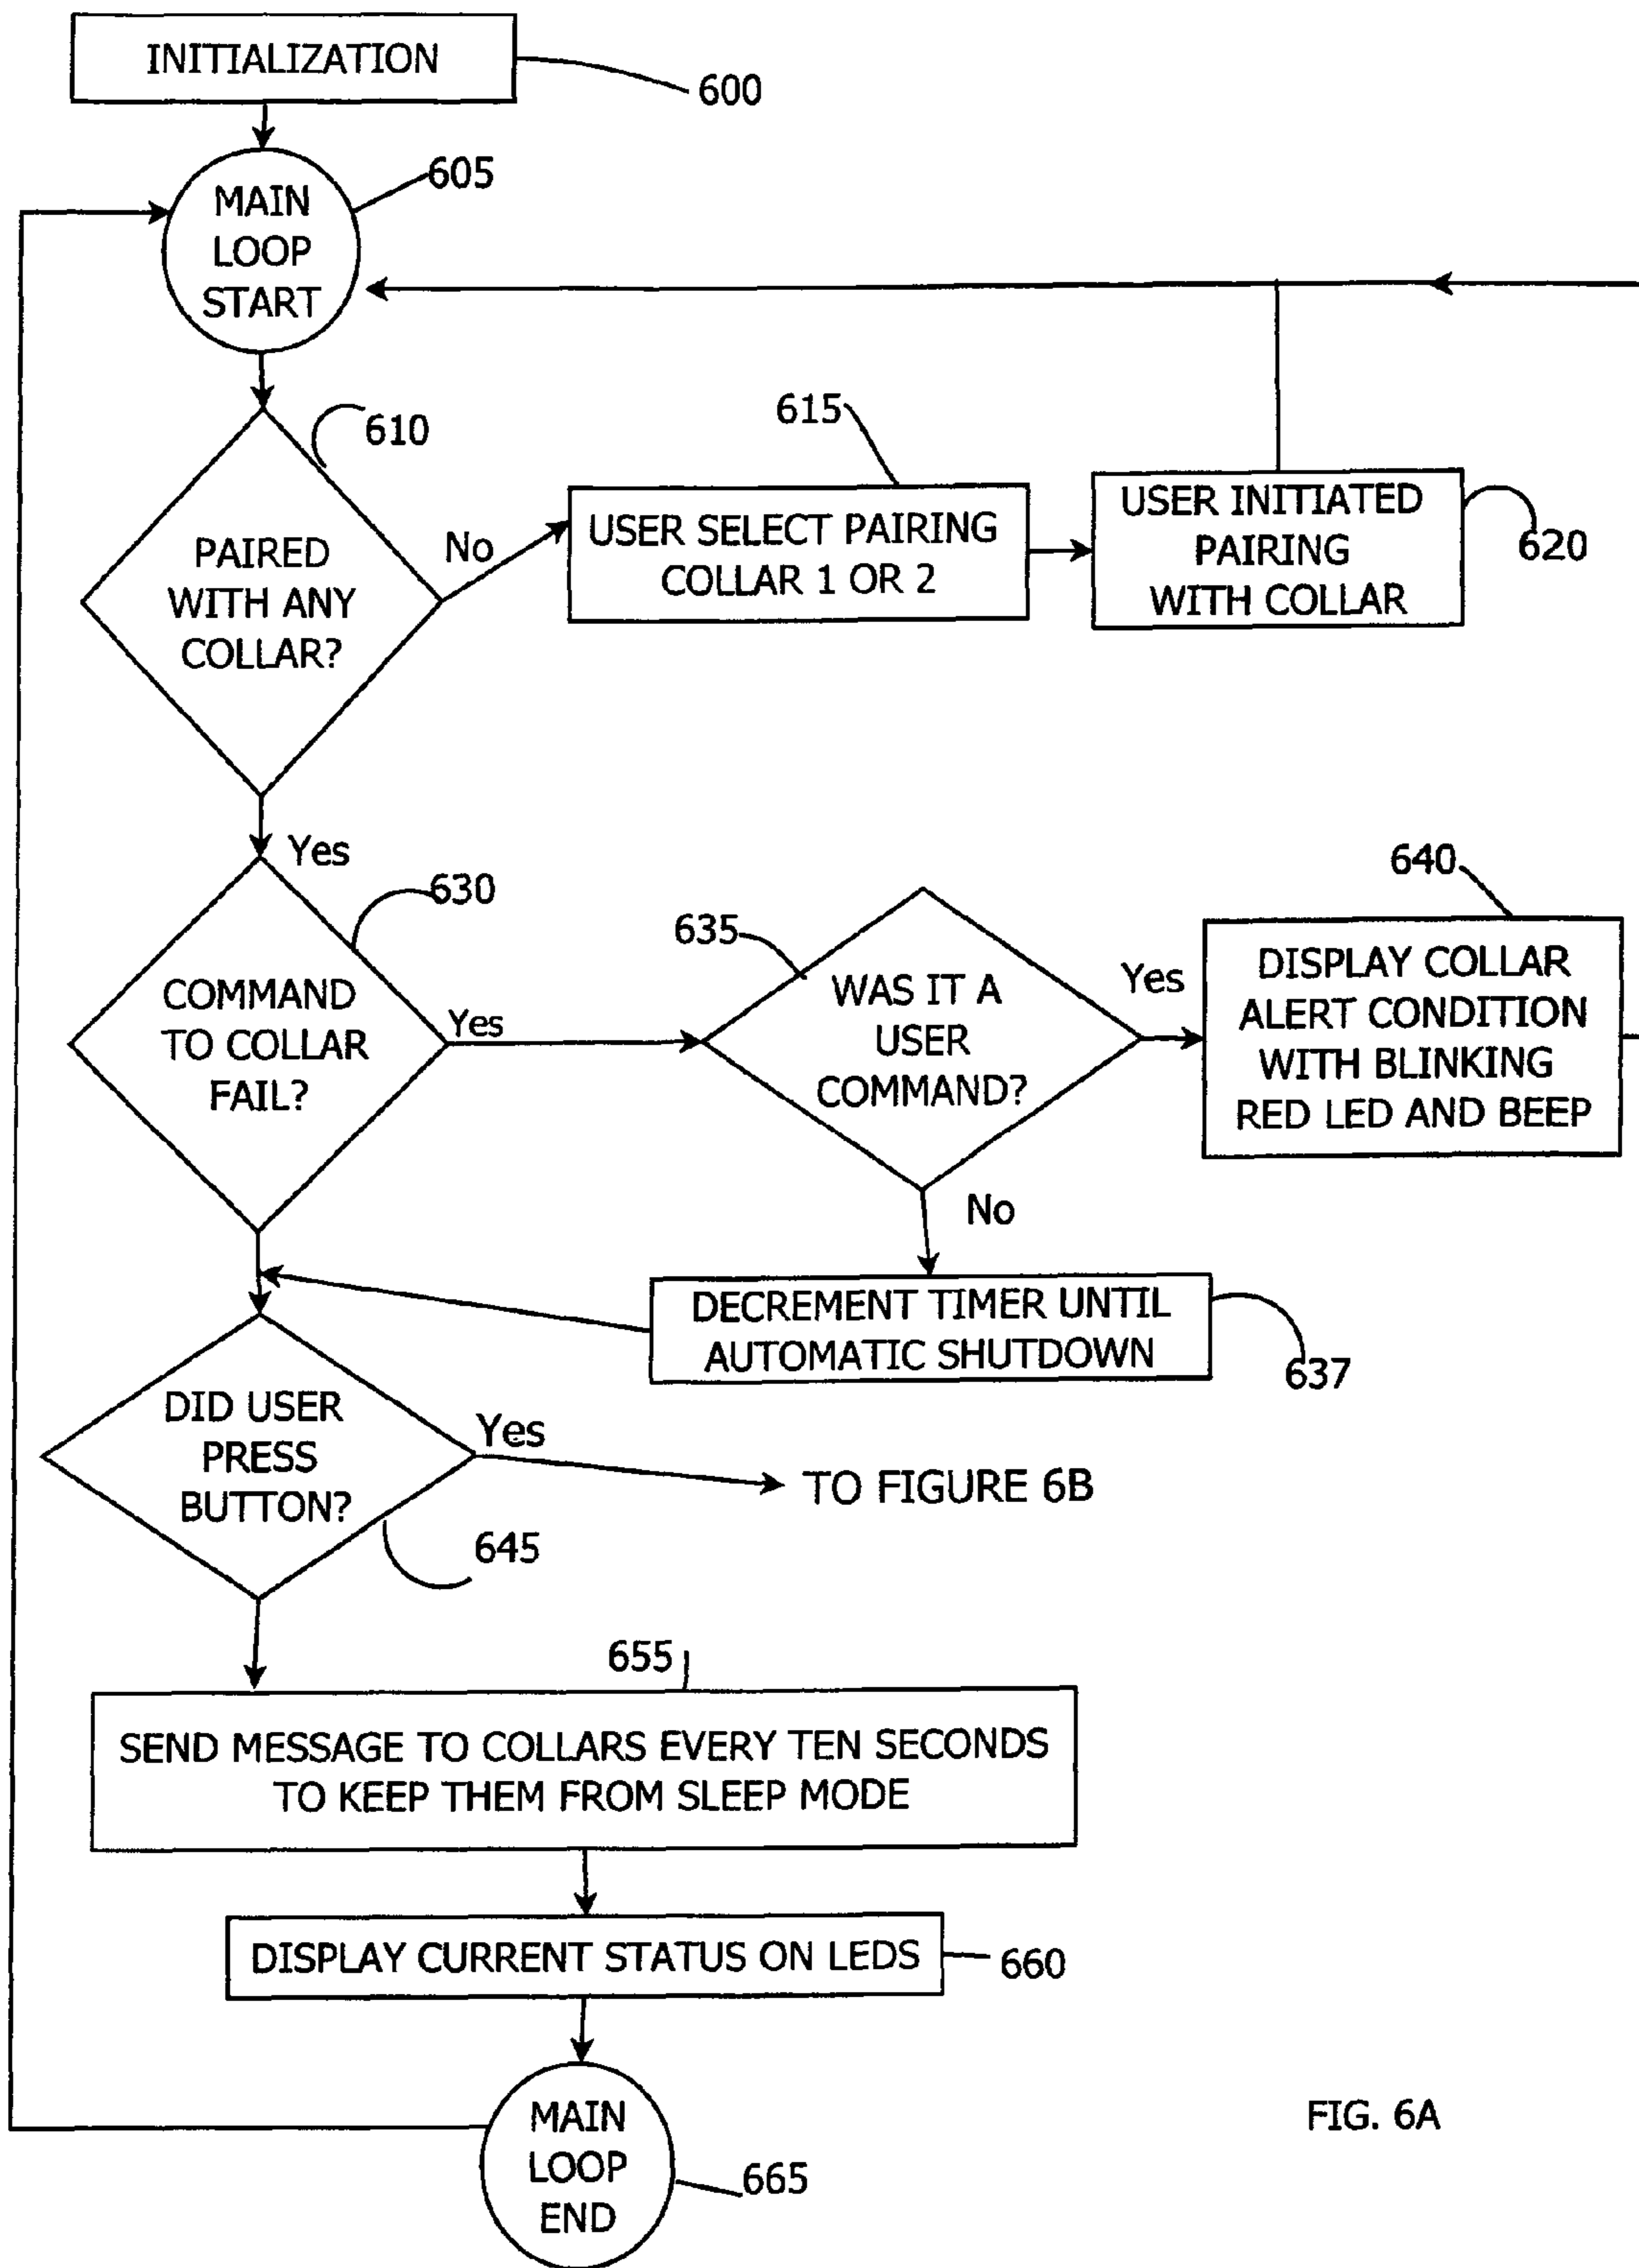 INITIALIZATION
600
MAIN
LOOP
START
605
610
PAIRED
WITH ANY
COLLAR?
No
615
USER SELECT PAIRING
COLLAR 1 OR 2
USER INITIATED
PAIRING
WITH COLLAR
620
Yes
630
COMMAND
TO COLLAR
FAIL?
Yes
635
WAS IT A
USER
COMMAND?
Yes
640
DISPLAY COLLAR
ALERT CONDITION
WITH BLINKING
RED LED AND BEEP
No
DECREMENT TIMER UNTIL
AUTOMATIC SHUTDOWN
637
DID USER
PRESS
BUTTON?
Yes
TO FIGURE 6B
645
655
SEND MESSAGE TO COLLARS EVERY TEN SECONDS
TO KEEP THEM FROM SLEEP MODE
DISPLAY CURRENT STATUS ON LEDS
660
MAIN
LOOP
END
665
FIG. 6A